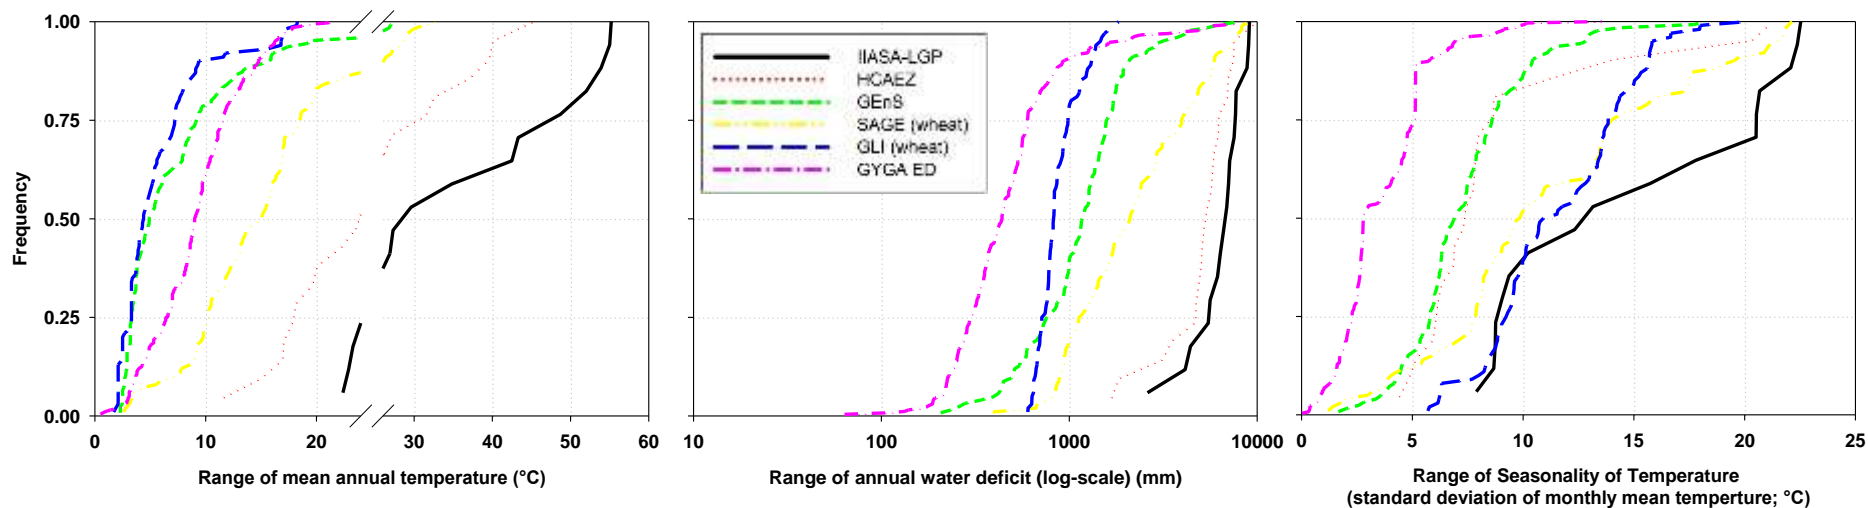 1.00
0.75
0.50
0.25
0.00
Frequency
0 10 20 30 40 50 60
Range of mean annual temperature (°C)
IIASA-LGP
HCAEZ
GEnS
SAGE (wheat)
GLI (wheat)
GYGA ED
10 100 1000 10000
Range of annual water deficit (log-scale) (mm)
0 5 10 15 20 25
Range of Seasonality of Temperature
(standard deviation of monthly mean temperture; °C)